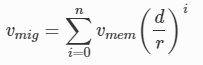 $v_{mig} = \sum_{i=0}^{n} v_{mem} \left( \frac{d}{r} \right)^{i}$